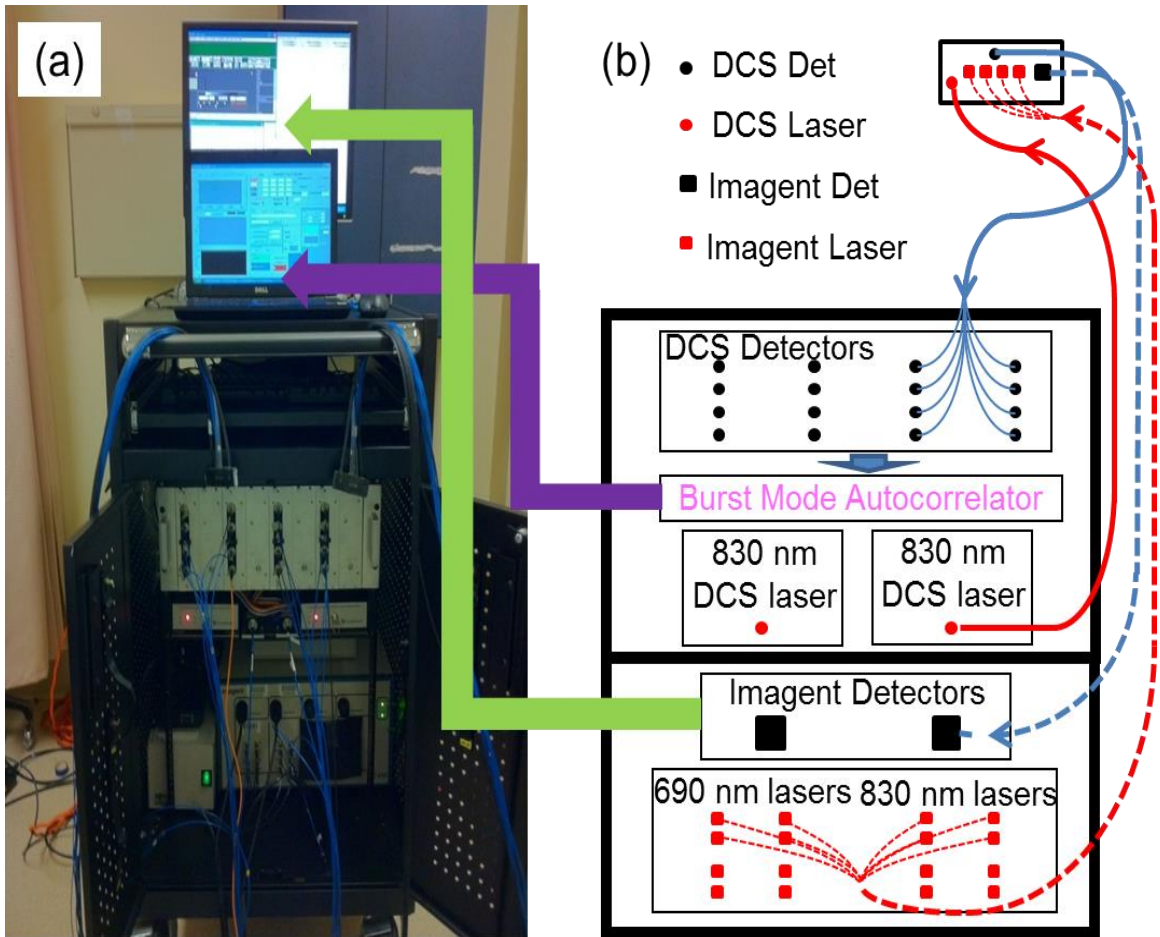 (a)
DELL
(b)
DCS Det
DCS Laser
Imagent Det
Imagent Laser
DCS Detectors
Burst Mode Autocorrelator
830 nm
DCS laser
830 nm
DCS laser
Imagent Detectors
690 nm lasers
830 nm lasers